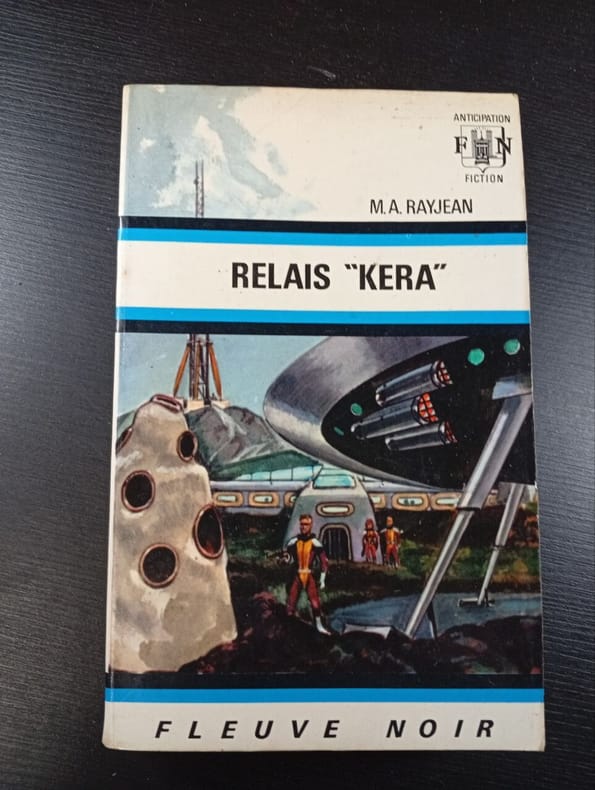 ANTICIPATION
F N
FICTION
M. A. RAYJEAN
RELAIS "KERA"
FLEUVE NOIR